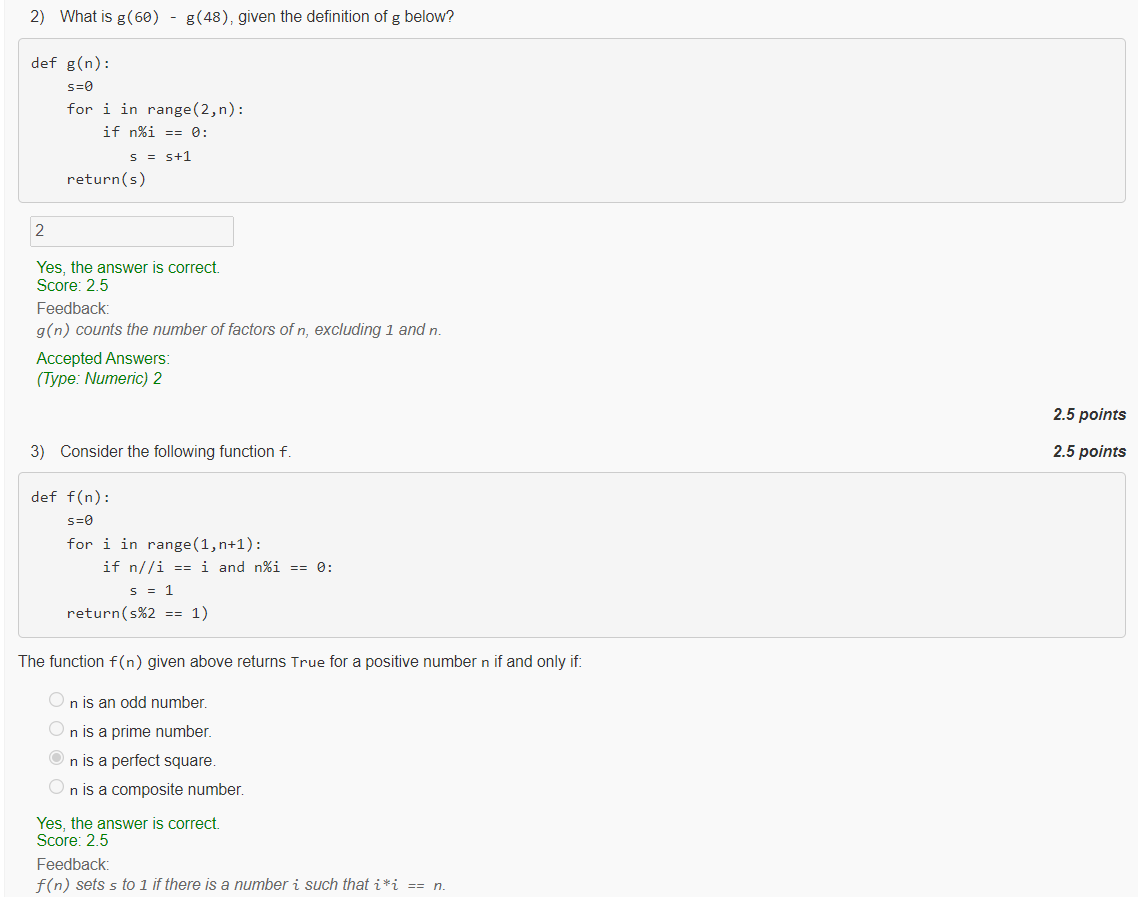 2) What is g(60) - g(48), given the definition of g below?
def g(n):
    s=0
    for i in range(2,n):
        if n%i == 0:
           s = s+1
    return(s)
2
Yes, the answer is correct.
Score: 2.5
Feedback:
g(n) counts the number of factors of n, excluding 1 and n.
Accepted Answers:
(Type: Numeric) 2
2.5 points
3) Consider the following function f.
2.5 points
def f(n):
    s=0
    for i in range(1,n+1):
        if n//i == i and n%i == 0:
           s = 1
    return(s%2 == 1)
The function f(n) given above returns True for a positive number n if and only if:
n is an odd number.
n is a prime number.
n is a perfect square.
n is a composite number.
Yes, the answer is correct.
Score: 2.5
Feedback:
f(n) sets s to 1 if there is a number i such that i*i == n.